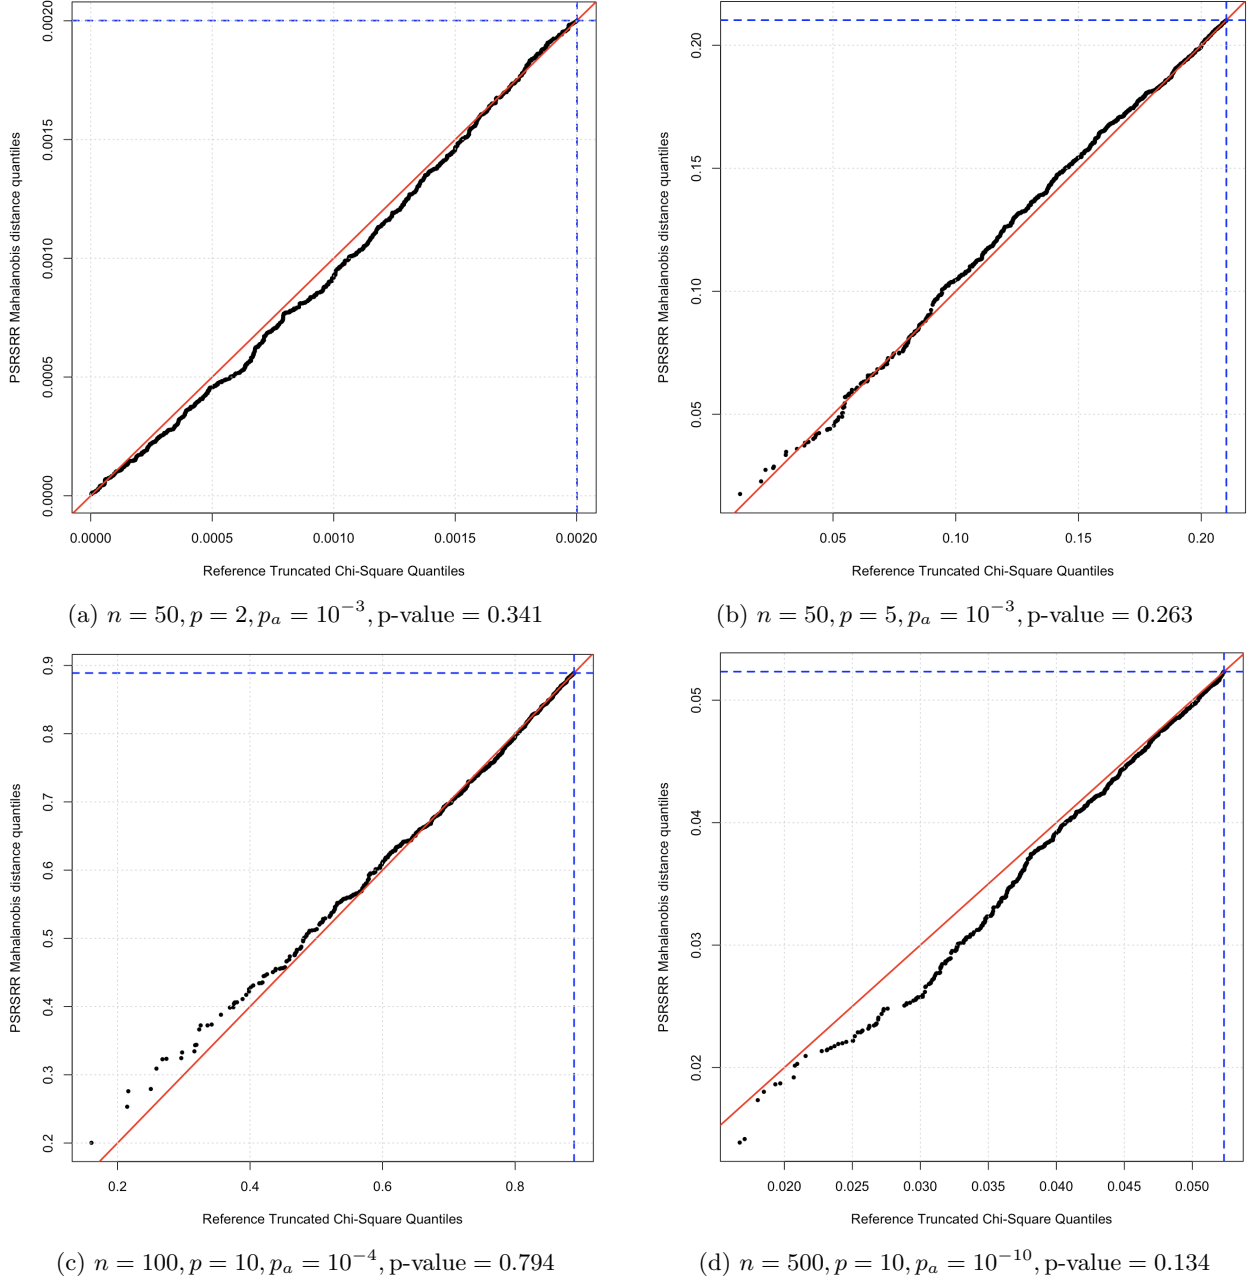 PSRSRR Mahalanobis distance quantiles
0.0000 0.0005 0.0010 0.0015 0.0020
0.0000 0.0005 0.0010 0.0015 0.0020
Reference Truncated Chi-Square Quantiles
(a) n = 50, p = 2, p_a = 10^{-3}, p-value = 0.341
PSRSRR Mahalanobis distance quantiles
0.05 0.10 0.15 0.20
0.05 0.10 0.15 0.20
Reference Truncated Chi-Square Quantiles
(b) n = 50, p = 5, p_a = 10^{-3}, p-value = 0.263
PSRSRR Mahalanobis distance quantiles
0.2 0.3 0.4 0.5 0.6 0.7 0.8 0.9
0.2 0.4 0.6 0.8
Reference Truncated Chi-Square Quantiles
(c) n = 100, p = 10, p_a = 10^{-4}, p-value = 0.794
PSRSRR Mahalanobis distance quantiles
0.02 0.03 0.04 0.05
0.020 0.025 0.030 0.035 0.040 0.045 0.050
Reference Truncated Chi-Square Quantiles
(d) n = 500, p = 10, p_a = 10^{-10}, p-value = 0.134